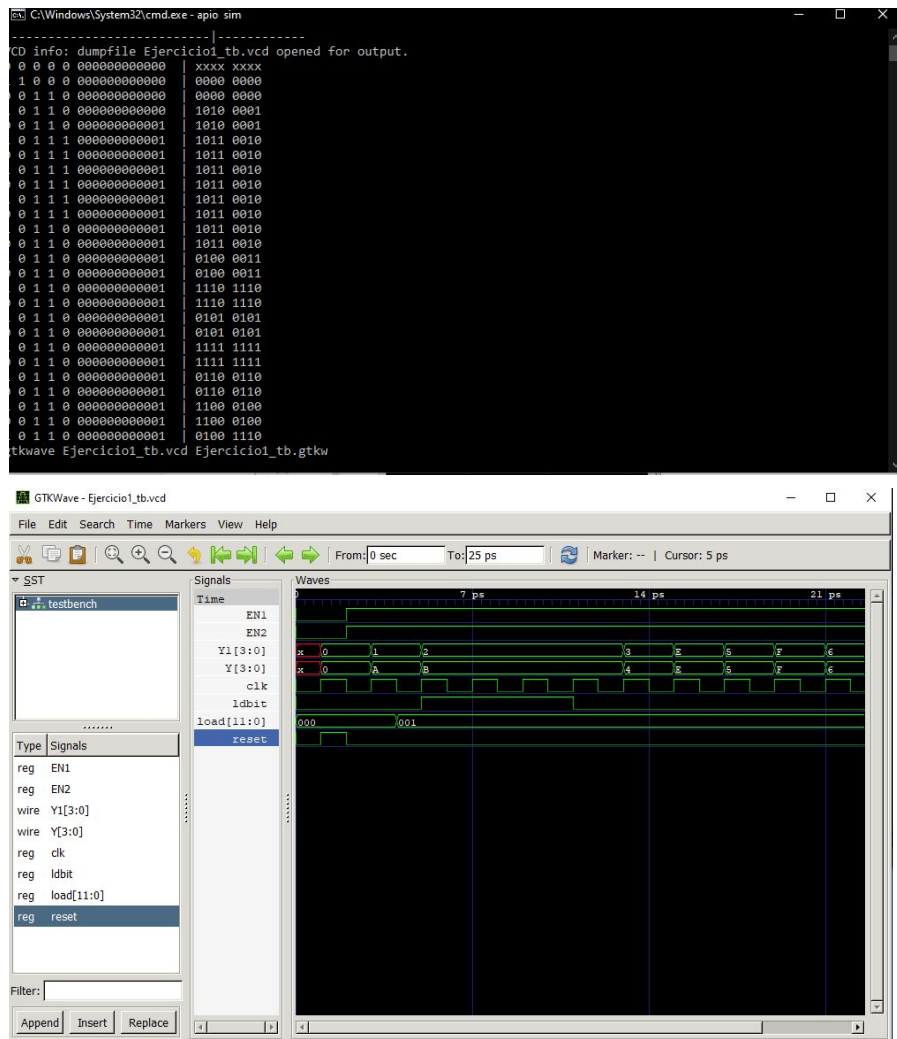 C:\Windows\System32\cmd.exe - apio sim
---------------------------|------------
VCD info: dumpfile Ejercicio1_tb.vcd opened for output.
0 0 0 0 000000000000 | xxxx xxxx
1 0 0 0 000000000000 | 0000 0000
0 1 1 0 000000000000 | 0000 0000
0 1 1 0 000000000000 | 1010 0001
0 1 1 0 000000000001 | 1010 0001
0 1 1 1 000000000001 | 1011 0010
0 1 1 1 000000000001 | 1011 0010
0 1 1 1 000000000001 | 1011 0010
0 1 1 1 000000000001 | 1011 0010
0 1 1 1 000000000001 | 1011 0010
0 1 1 1 000000000001 | 1011 0010
0 1 1 0 000000000001 | 1011 0010
0 1 1 0 000000000001 | 1011 0010
0 1 1 0 000000000001 | 0100 0011
0 1 1 0 000000000001 | 0100 0011
0 1 1 0 000000000001 | 1110 1110
0 1 1 0 000000000001 | 1110 1110
0 1 1 0 000000000001 | 0101 0101
0 1 1 0 000000000001 | 0101 0101
0 1 1 0 000000000001 | 1111 1111
0 1 1 0 000000000001 | 1111 1111
0 1 1 0 000000000001 | 0110 0110
0 1 1 0 000000000001 | 0110 0110
0 1 1 0 000000000001 | 1100 0100
0 1 1 0 000000000001 | 1100 0100
0 1 1 0 000000000001 | 0100 1110
gtkwave Ejercicio1_tb.vcd Ejercicio1_tb.gtkw
GTKWave - Ejercicio1_tb.vcd
File Edit Search Time Markers View Help
From: 0 sec To: 25 ps Marker: -- | Cursor: 5 ps
SST
testbench
Type Signals
reg EN1
reg EN2
wire Y1[3:0]
wire Y[3:0]
reg clk
reg ldbit
reg load[11:0]
reg reset
Filter:
Append Insert Replace
Signals
Time
EN1
EN2
Y1[3:0]
Y[3:0]
clk
ldbit
load[11:0]
reset
Waves
7 ps 14 ps 21 ps
x 0 1 2 3 E 5 F 6
x 0 A B 4 E 5 F 6
000 001